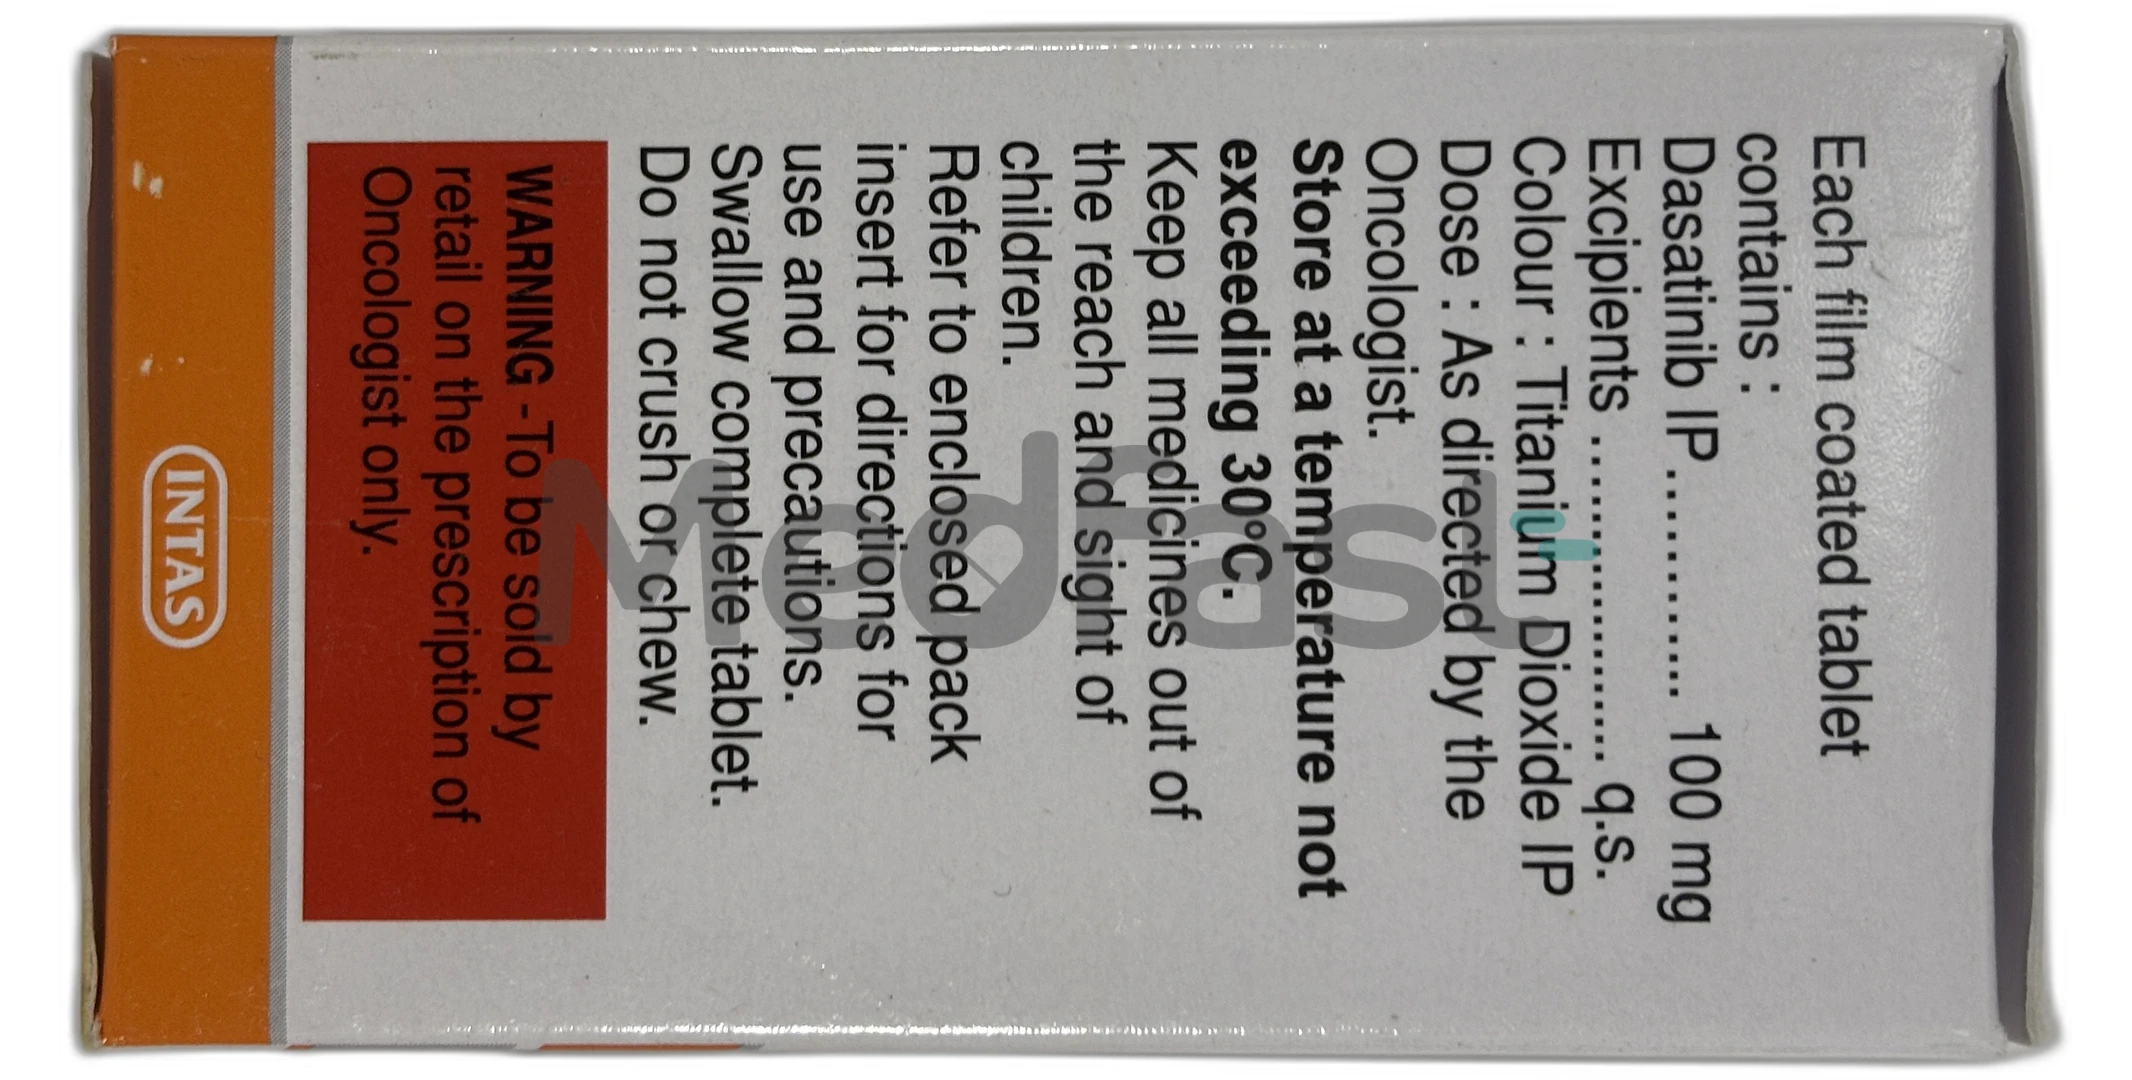 Each film coated tablet
contains :
Dasatinib IP............... 100 mg
Excipients ...................... q.s.
Colour : Titanium Dioxide IP
Dose : As directed by the
Oncologist.
Store at a temperature not
exceeding 30°C.
Keep all medicines out of
the reach and sight of
children.
Refer to enclosed pack
insert for directions for
use and precautions.
Swallow complete tablet.
Do not crush or chew.
WARNING -To be sold by
retail on the prescription of
Oncologist only.
INTAS
Medfast